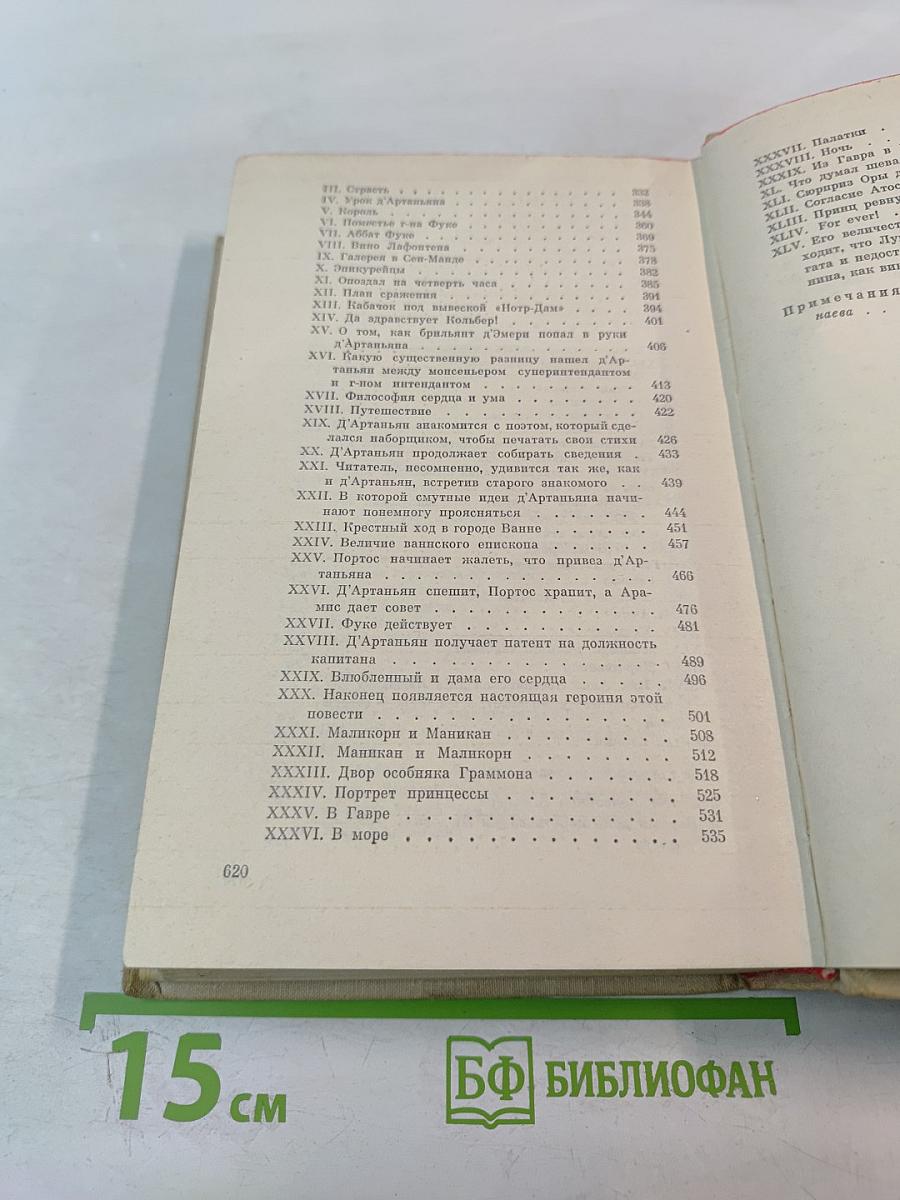 III. Страсть . . . . . . . . . . . . . . . 332
IV. Урок д'Артаньяна . . . . . . . . . . . 338
V. Король . . . . . . . . . . . . . . . 344
VI. Поместье г-на Фуке . . . . . . . . . . 360
VII. Аббат Фуке . . . . . . . . . . . . . 369
VIII. Вино Лафонтена . . . . . . . . . . . 375
IX. Галерея в Сен-Манде . . . . . . . . . . 378
X. Эпикурейцы . . . . . . . . . . . . . 382
XI. Опоздал на четверть часа . . . . . . . . 385
XII. План сражения . . . . . . . . . . . 391
XIII. Кабачок под вывеской «Нотр-Дам» . . . . 394
XIV. Да здравствует Кольбер! . . . . . . . . 401
XV. О том, как брильянт д'Эмери попал в руки
д'Артаньяна . . . . . . . . . . . . . 406
XVI. Какую существенную разницу нашел д'Ар-
таньян между монсеньером суперинтендантом
и г-ном интендантом . . . . . . . . . . 413
XVII. Философия сердца и ума . . . . . . . . 420
XVIII. Путешествие . . . . . . . . . . . . 422
XIX. Д'Артаньян знакомится с поэтом, который сде-
лался наборщиком, чтобы печатать свои стихи 426
XX. Д'Артаньян продолжает собирать сведения . 433
XXI. Читатель, несомненно, удивится так же, как
и д'Артаньян, встретив старого знакомого . . 439
XXII. В которой смутные идеи д'Артаньяна начи-
нают понемногу проясняться . . . . . . . 444
XXIII. Крестный ход в городе Ванне . . . . . . 451
XXIV. Величие ваннского епископа . . . . . . 457
XXV. Портос начинает жалеть, что привез д'Ар-
таньяна . . . . . . . . . . . . . . . 466
XXVI. Д'Артаньян спешит, Портос храпит, а Ара-
мис дает совет . . . . . . . . . . . . 476
XXVII. Фуке действует . . . . . . . . . . . 481
XXVIII. Д'Артаньян получает патент на должность
капитана . . . . . . . . . . . . . . 489
XXIX. Влюбленный и дама его сердца . . . . . 496
XXX. Наконец появляется настоящая героиня этой
повести . . . . . . . . . . . . . . . 501
XXXI. Маликорн и Маникан . . . . . . . . . 508
XXXII. Маникан и Маликорн . . . . . . . . 512
XXXIII. Двор особняка Граммона . . . . . . . 518
XXXIV. Портрет принцессы . . . . . . . . . 525
XXXV. В Гавре . . . . . . . . . . . . . 531
XXXVI. В море . . . . . . . . . . . . . 535
620
XXXVII. Палатки .
XXXVIII. Ночь . .
XXXIX. Из Гавра в
XL. Что думал шева
XLI. Сюрприз Оры д
XLII. Согласие Атос
XLIII. Принц ревну
XLIV. For ever! .
XLV. Его величест
ходит, что Лу
гата и недост
нина, как вик
Примечания
наева . .
15 см
БФ БИБЛИОФАН